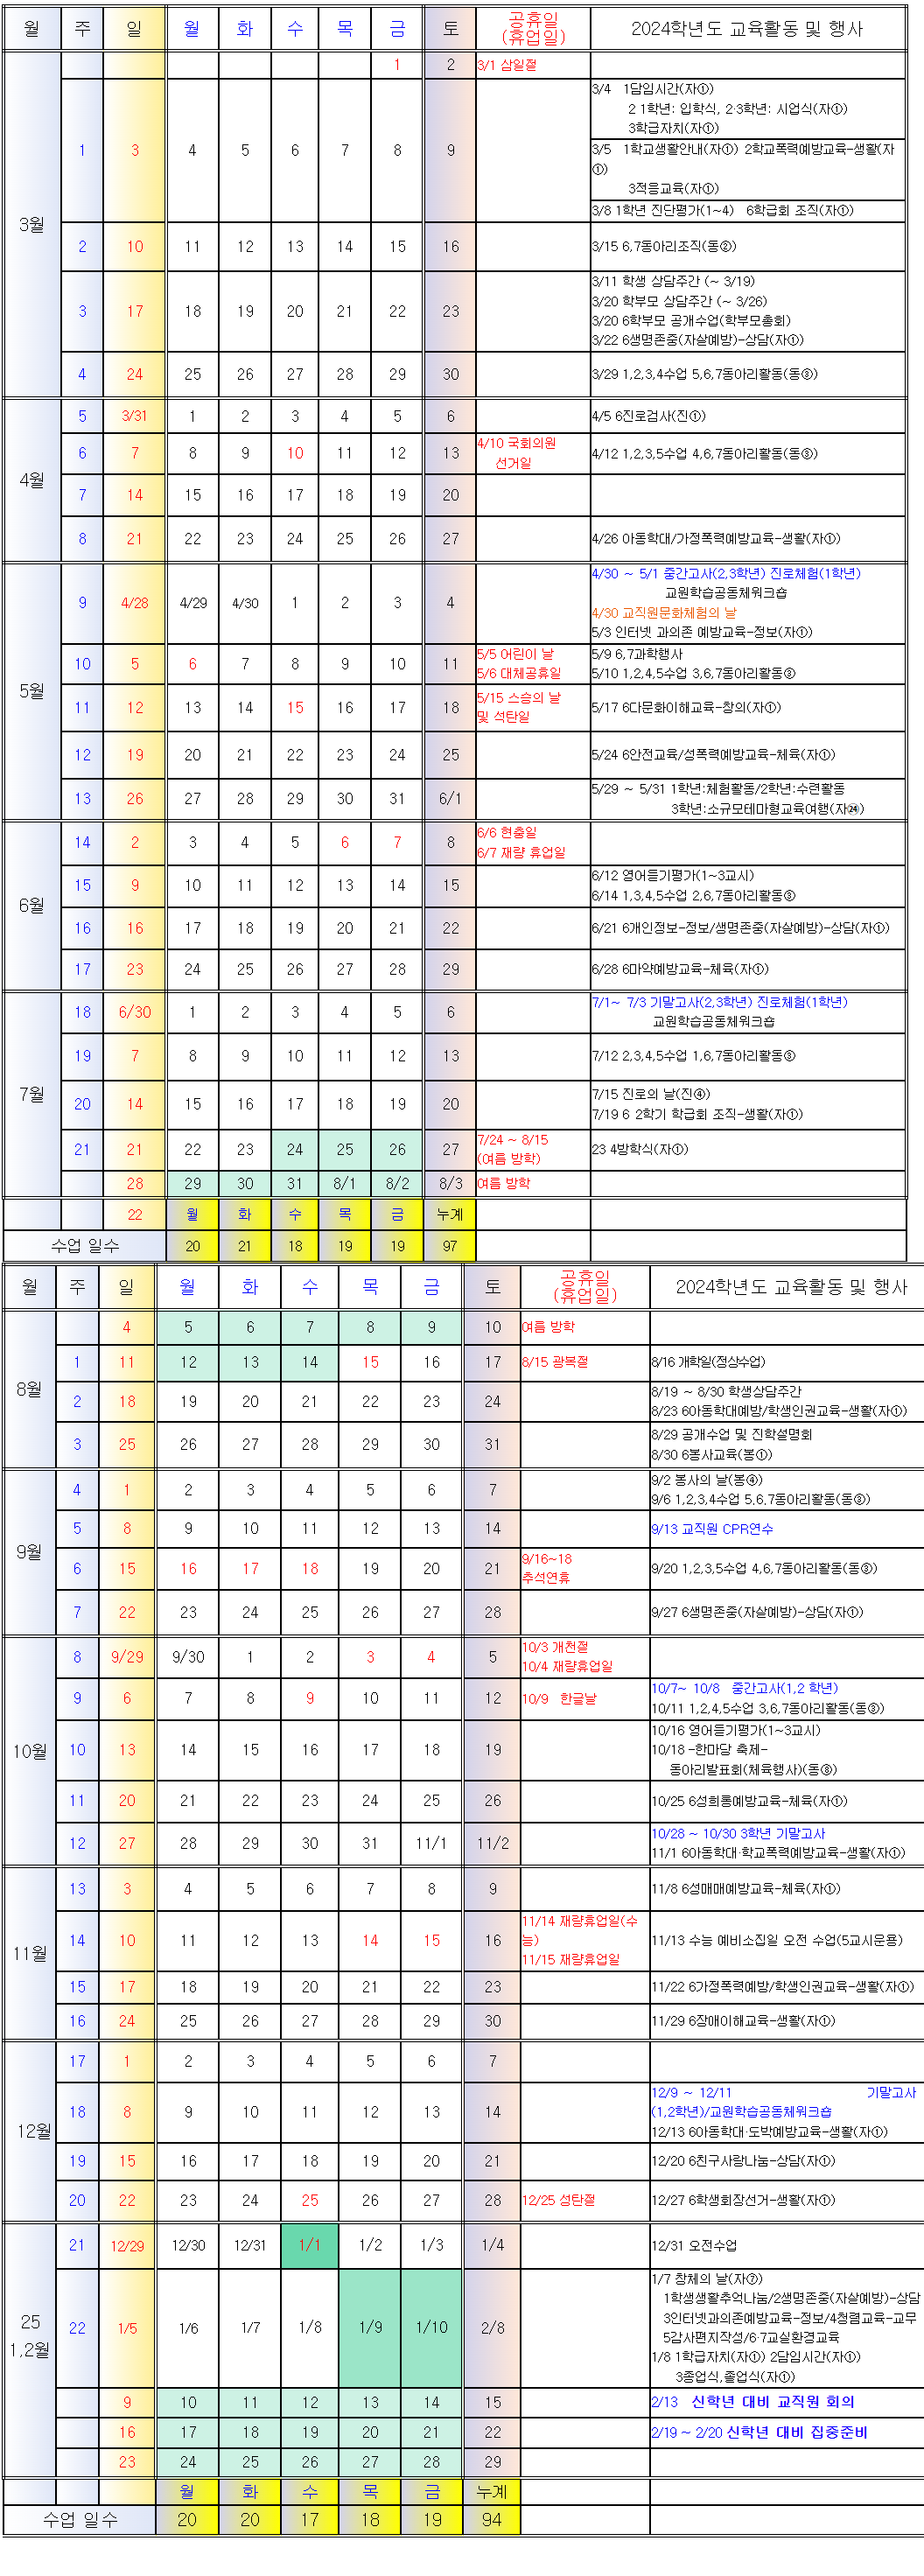 월 주 일 월 화 수 목 금 토 공휴일 2024학년도 교육활동 및 행사
(휴업일)
1 2 3/1 삼일절
3월
1 3 4 5 6 7 8 9
3/4 1담임시간(자①)
2 1학년: 입학식, 2·3학년: 시업식(자①)
3학급자치(자①)
3/5 1학교생활안내(자①) 2학교폭력예방교육-생활(자
①)
3적응교육(자①)
3/8 1학년 진단평가(1~4) 6학급회 조직(자①)
2 10 11 12 13 14 15 16 3/15 6,7동아리조직(동②)
3 17 18 19 20 21 22 23
3/11 학생 상담주간 (~ 3/19)
3/20 학부모 상담주간 (~ 3/26)
3/20 6학부모 공개수업(학부모총회)
3/22 6생명존중(자살예방)-상담(자①)
4 24 25 26 27 28 29 30 3/29 1,2,3,4수업 5,6,7동아리활동(동③)
4월
5 3/31 1 2 3 4 5 6 4/5 6진로검사(진①)
6 7 8 9 10 11 12 13 4/10 국회의원 4/12 1,2,3,5수업 4,6,7동아리활동(동③)
선거일
7 14 15 16 17 18 19 20
8 21 22 23 24 25 26 27 4/26 아동학대/가정폭력예방교육-생활(자①)
5월
9 4/28 4/29 4/30 1 2 3 4
4/30 ~ 5/1 중간고사(2,3학년) 진로체험(1학년)
교원학습공동체워크숍
4/30 교직원문화체험의 날
5/3 인터넷 과의존 예방교육-정보(자①)
10 5 6 7 8 9 10 11
5/5 어린이 날 5/9 6,7과학행사
5/6 대체공휴일 5/10 1,2,4,5수업 3,6,7동아리활동③
11 12 13 14 15 16 17 18 5/15 스승의 날 5/17 6다문화이해교육-창의(자①)
및 석탄일
12 19 20 21 22 23 24 25 5/24 6안전교육/성폭력예방교육-체육(자①)
13 26 27 28 29 30 31 6/1
5/29 ~ 5/31 1학년:체험활동/2학년:수련활동
3학년:소규모테마형교육여행(자㉔)
6월
14 2 3 4 5 6 7 8 6/6 현충일
6/7 재량 휴업일
15 9 10 11 12 13 14 15
6/12 영어듣기평가(1~3교시)
6/14 1,3,4,5수업 2,6,7동아리활동③
16 16 17 18 19 20 21 22 6/21 6개인정보-정보/생명존중(자살예방)-상담(자①)
17 23 24 25 26 27 28 29 6/28 6마약예방교육-체육(자①)
7월
18 6/30 1 2 3 4 5 6
7/1~ 7/3 기말고사(2,3학년) 진로체험(1학년)
교원학습공동체워크숍
19 7 8 9 10 11 12 13 7/12 2,3,4,5수업 1,6,7동아리활동③
20 14 15 16 17 18 19 20
7/15 진로의 날(진④)
7/19 6 2학기 학급회 조직-생활(자①)
21 21 22 23 24 25 26 27 7/24 ~ 8/15 23 4방학식(자①)
(여름 방학)
28 29 30 31 8/1 8/2 8/3 여름 방학
22 월 화 수 목 금 누계
수업 일수 20 21 18 19 19 97
월 주 일 월 화 수 목 금 토 공휴일 2024학년도 교육활동 및 행사
(휴업일)
8월
4 5 6 7 8 9 10 여름 방학
1 11 12 13 14 15 16 17 8/15 광복절 8/16 개학일(정상수업)
2 18 19 20 21 22 23 24
8/19 ~ 8/30 학생상담주간
8/23 6아동학대예방/학생인권교육-생활(자①)
3 25 26 27 28 29 30 31
8/29 공개수업 및 진학설명회
8/30 6봉사교육(봉①)
9월
4 1 2 3 4 5 6 7
9/2 봉사의 날(봉④)
9/6 1,2,3,4수업 5,6,7동아리활동(동③)
5 8 9 10 11 12 13 14 9/13 교직원 CPR연수
6 15 16 17 18 19 20 21 9/16~18 9/20 1,2,3,5수업 4,6,7동아리활동(동③)
추석연휴
7 22 23 24 25 26 27 28 9/27 6생명존중(자살예방)-상담(자①)
10월
8 9/29 9/30 1 2 3 4 5 10/3 개천절
10/4 재량휴업일
9 6 7 8 9 10 11 12 10/9 한글날
10/7~ 10/8 중간고사(1,2 학년)
10/11 1,2,4,5수업 3,6,7동아리활동(동③)
10 13 14 15 16 17 18 19
10/16 영어듣기평가(1~3교시)
10/18 -한마당 축제-
동아리발표회(체육행사)(동⑧)
11 20 21 22 23 24 25 26 10/25 6성희롱예방교육-체육(자①)
12 27 28 29 30 31 11/1 11/2
10/28 ~ 10/30 3학년 기말고사
11/1 6아동학대·학교폭력예방교육-생활(자①)
11월
13 3 4 5 6 7 8 9 11/8 6성매매예방교육-체육(자①)
14 10 11 12 13 14 15 16
11/14 재량휴업일(수
능)
11/15 재량휴업일
11/13 수능 예비소집일 오전 수업(5교시운용)
15 17 18 19 20 21 22 23 11/22 6가정폭력예방/학생인권교육-생활(자①)
16 24 25 26 27 28 29 30 11/29 6장애이해교육-생활(자①)
12월
17 1 2 3 4 5 6 7
18 8 9 10 11 12 13 14
12/9 ~ 12/11 기말고사
(1,2학년)/교원학습공동체워크숍
12/13 6아동학대·도박예방교육-생활(자①)
19 15 16 17 18 19 20 21 12/20 6친구사랑나눔-상담(자①)
20 22 23 24 25 26 27 28 12/25 성탄절 12/27 6학생회장선거-생활(자①)
25
1,2월
21 12/29 12/30 12/31 1/1 1/2 1/3 1/4 12/31 오전수업
22 1/5 1/6 1/7 1/8 1/9 1/10 2/8
1/7 창체의 날(자⑦)
1학생생활추억나눔/2생명존중(자살예방)-상담
3인터넷과의존예방교육-정보/4청렴교육-교무
5감사편지작성/6·7교실환경교육
1/8 1학급자치(자①) 2담임시간(자①)
3종업식,졸업식(자①)
9 10 11 12 13 14 15 2/13 신학년 대비 교직원 회의
16 17 18 19 20 21 22 2/19 ~ 2/20 신학년 대비 집중준비
23 24 25 26 27 28 29
월 화 수 목 금 누계
수업 일수 20 20 17 18 19 94